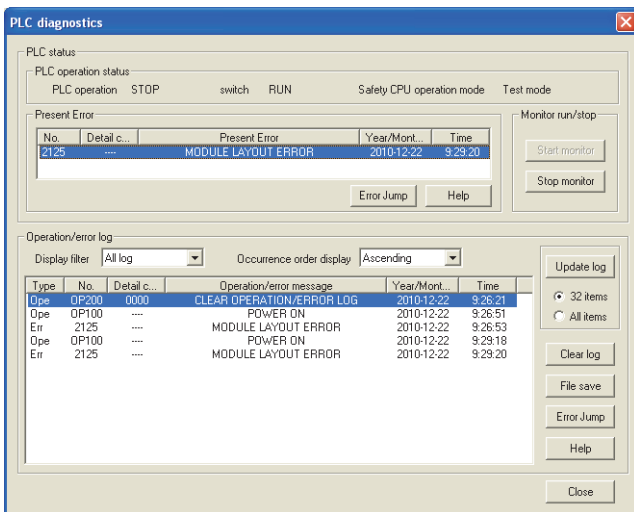 PLC diagnostics
PLC status
PLC operation status
PLC operation STOP switch RUN Safety CPU operation mode Test mode
Present Error
Monitor run/stop
No. Detail c... Present Error Year/Mont... Time
2125 ---- MODULE LAYOUT ERROR 2010-12-22 9:29:20
Start monitor
Stop monitor
Error Jump Help
Operation/error log
Display filter All log Occurrence order display Ascending
Update log
32 items
All items
Type No. Detail c... Operation/error message Year/Mont... Time
Ope OP200 0000 CLEAR OPERATION/ERROR LOG 2010-12-22 9:26:21
Ope OP100 ---- POWER ON 2010-12-22 9:26:51
Err 2125 ---- MODULE LAYOUT ERROR 2010-12-22 9:26:53
Ope OP100 ---- POWER ON 2010-12-22 9:29:18
Err 2125 ---- MODULE LAYOUT ERROR 2010-12-22 9:29:20
Clear log
File save
Error Jump
Help
Close